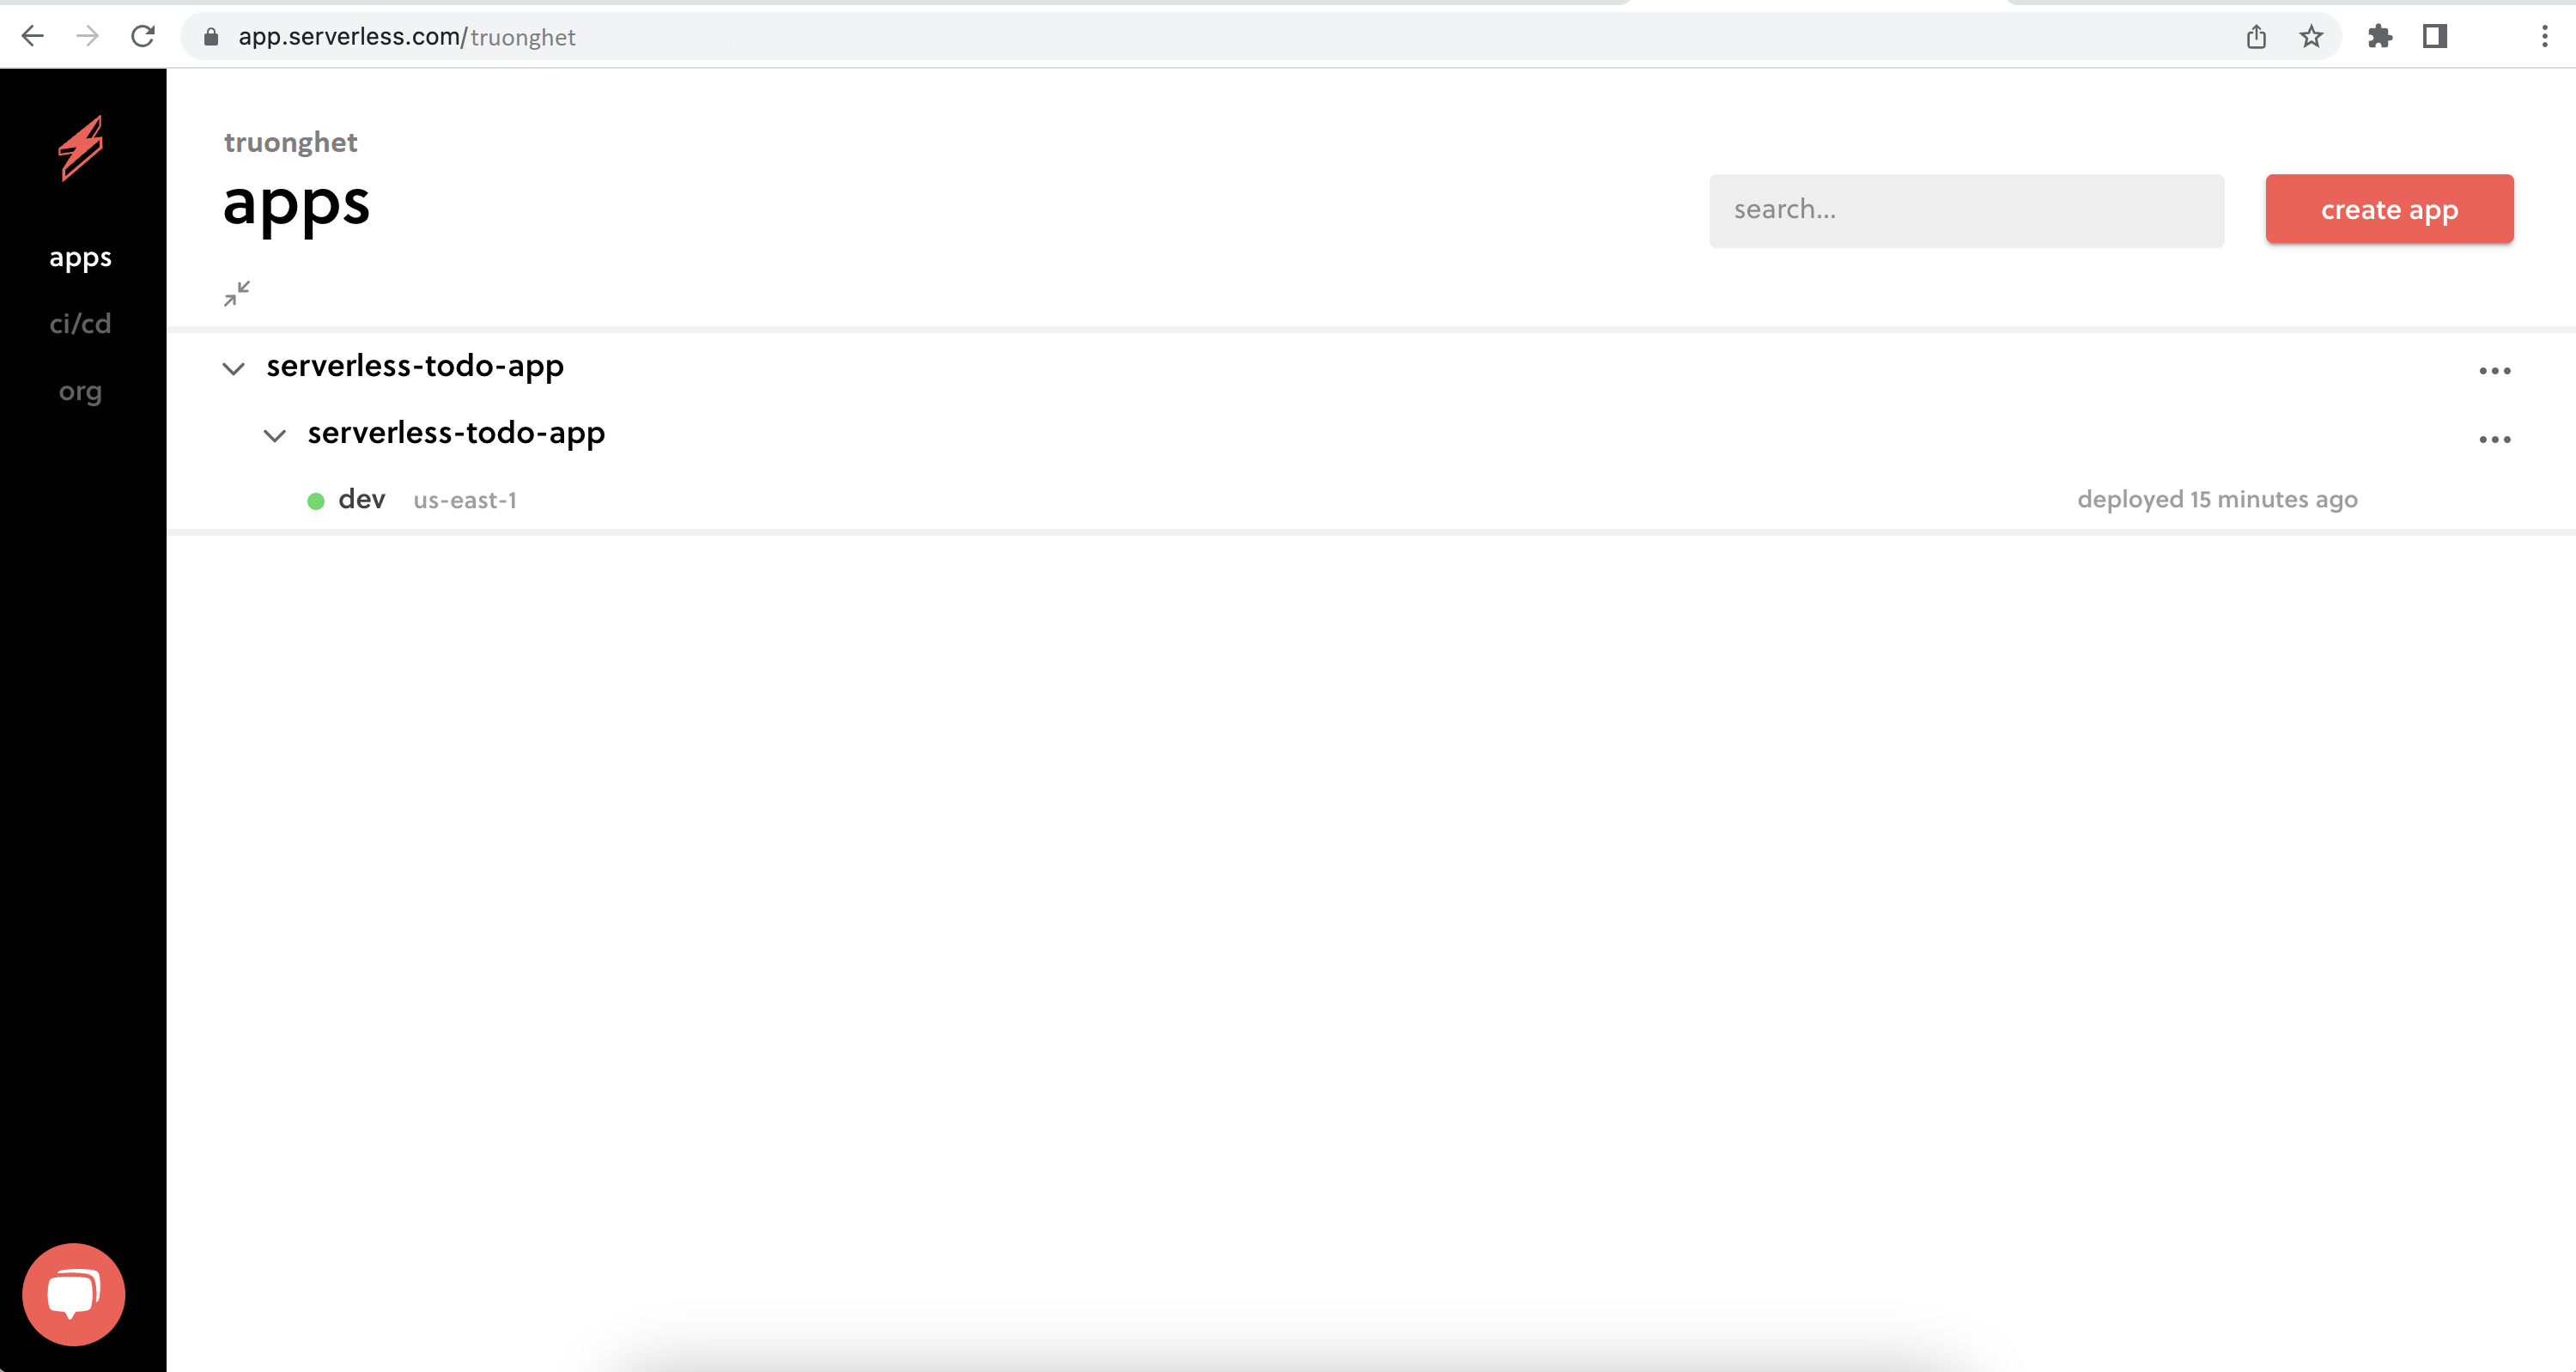 app.serverless.com/truonghet
truonghet
apps
search...
create app
apps
ci/cd
org
serverless-todo-app
serverless-todo-app
dev us-east-1 deployed 15 minutes ago